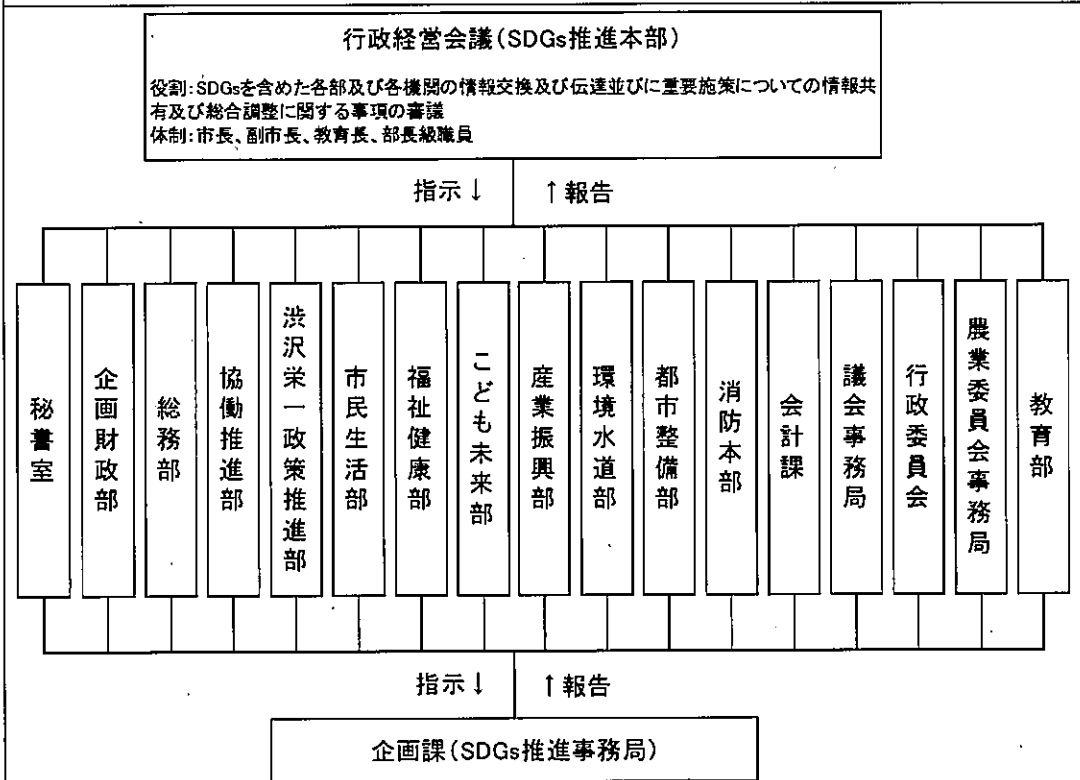 行政経営会議(SDGs推進本部)
役割:SDGsを含めた各部及び各機関の情報交換及び伝達並びに重要施策についての情報共
有及び総合調整に関する事項の審議
体制:市長、副市長、教育長、部長級職員
指示↓ ↑報告
秘書室
企画財政部
総務部
協働推進部
渋沢栄一政策推進部
市民生活部
福祉健康部
こども未来部
産業振興部
環境水道部
都市整備部
消防本部
会計課
議会事務局
行政委員会
農業委員会事務局
教育部
指示↓ ↑報告
企画課(SDGs推進事務局)